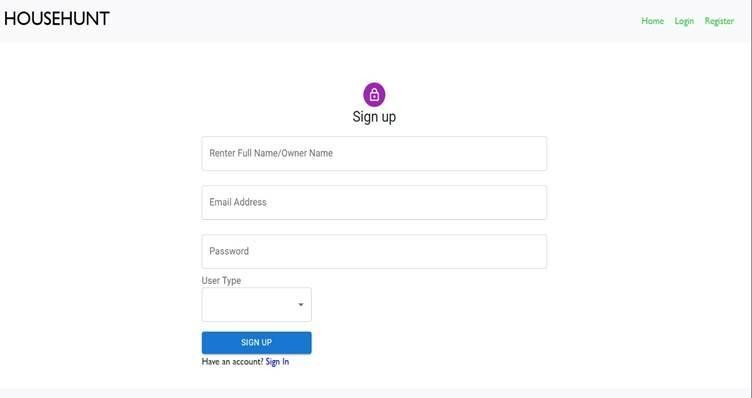 HOUSEHUNT
Home Login Register
Sign up
Renter Full Name/Owner Name
Email Address
Password
User Type
SIGN UP
Have an account? Sign In